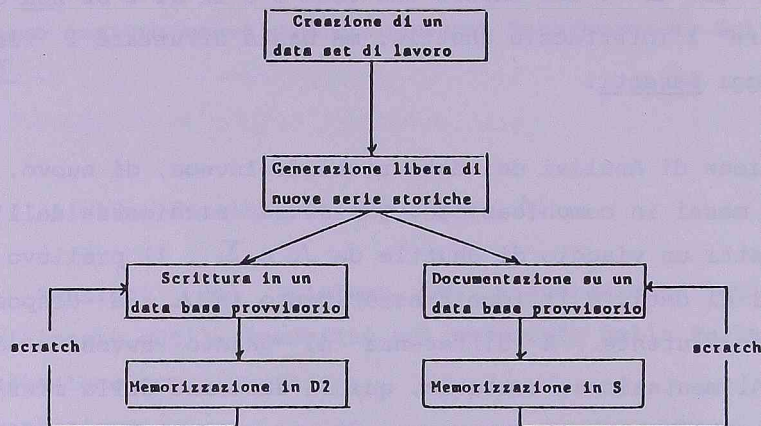 Creazione di un
data set di lavoro
Generazione libera di
nuove serie storiche
Scrittura in un
data base provvisorio
Documentazione su un
data base provvisorio
scratch
scratch
Memorizzazione in D2
Memorizzazione in S